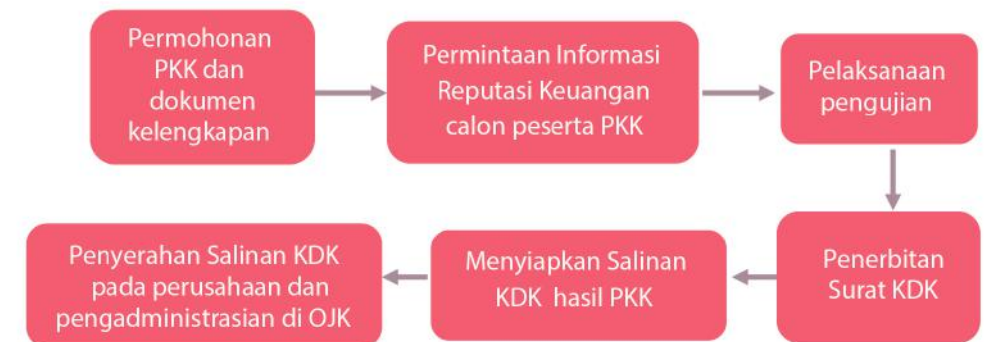 Permohonan
PKK dan
dokumen
kelengkapan
Permintaan Informasi
Reputasi Keuangan
calon peserta PKK
Pelaksanaan
pengujian
Penerbitan
Surat KDK
Menyiapkan Salinan
KDK hasil PKK
Penyerahan Salinan KDK
pada perusahaan dan
pengadministrasian di OJK